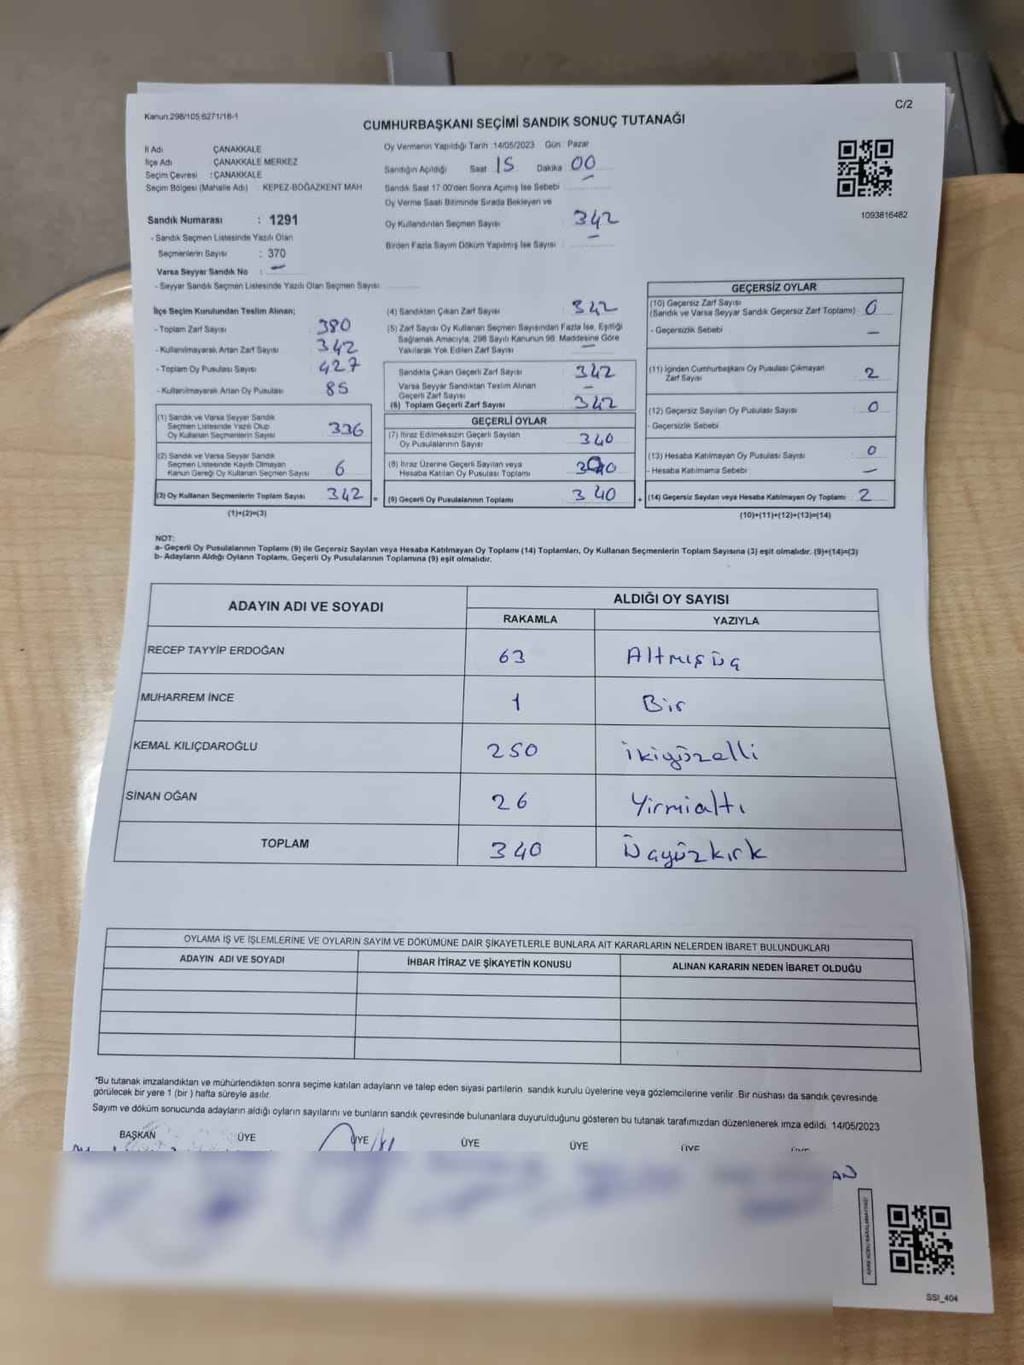 C/2
Kanun:298/105 6271/18-1
CUMHURBAŞKANI SEÇİMİ SANDIK SONUÇ TUTANAĞI
İl Adı ÇANAKKALE
İlçe Adı ÇANAKKALE MERKEZ
Seçim Çevresi : ÇANAKKALE
Seçim Bölgesi (Mahalle Adı) KEPEZ-BOĞAZKENT MAH
Sandık Numarası : 1291
- Sandık Seçmen Listesinde Yazılı Olan
Seçmenlerin Sayısı : 370
Varsa Seyyar Sandık No : —
- Seyyar Sandık Seçmen Listesinde Yazılı Olan Seçmen Sayısı
Oy Vermenin Yapıldığı Tarih 14/05/2023 Gün Pazar
Sandığın Açıldığı Saat Dakika 00
Sandık Saat 17.00'den Sonra Açılmış İse Sebebi
Oy Verme Saati Bitiminde Sırada Bekleyen ve
Oy Kullandırılan Seçmen Sayısı 342
Birden Fazla Sayım Döküm Yapılmış İse Sayısı —
1093816482
İlçe Seçim Kurulundan Teslim Alınan;
- Toplam Zarf Sayısı 380
- Kullanılmayarak Artan Zarf Sayısı 342
- Toplam Oy Pusulası Sayısı 427
- Kullanılmayarak Artan Oy Pusulası 85
(1) Sandık ve Varsa Seyyar Sandık
Seçmen Listesinde Yazılı Olup
Oy Kullanan Seçmenlerin Sayısı 336
(2) Sandık ve Varsa Seyyar Sandık
Seçmen Listesinde Kayıtlı Olmayan
Kanun Gereği Oy Kullanan Seçmen Sayısı 6
(3) Oy Kullanan Seçmenlerin Toplam Sayısı 342 =
(1)+(2)=(3)
(4) Sandıktan Çıkan Zarf Sayısı 342
(5) Zarf Sayısı Oy Kullanan Seçmen Sayısından Fazla İse, Eşitliği
Sağlamak Amacıyla, 298 Sayılı Kanunun 98. Maddesine Göre
Yakılarak Yok Edilen Zarf Sayısı —
Sandıkta Çıkan Geçerli Zarf Sayısı 342
Varsa Seyyar Sandıktan Teslim Alınan
Geçerli Zarf Sayısı —
(6) Toplam Geçerli Zarf Sayısı 342
GEÇERLİ OYLAR
(7) İtiraz Edilmeksizin Geçerli Sayılan
Oy Pusulalarının Sayısı 340
(8) İtiraz Üzerine Geçerli Sayılan veya
Hesaba Katılan Oy Pusulası Toplamı
(9) Geçerli Oy Pusulalarının Toplamı 340 +
GEÇERSİZ OYLAR
(10) Geçersiz Zarf Sayısı
(Sandık ve Varsa Seyyar Sandık Geçersiz Zarf Toplamı) 0
- Geçersizlik Sebebi —
(11) İçinden Cumhurbaşkanı Oy Pusulası Çıkmayan
Zarf Sayısı 2
(12) Geçersiz Sayılan Oy Pusulası Sayısı 0
- Geçersizlik Sebebi
(13) Hesaba Katılmayan Oy Pusulası Sayısı 0
- Hesaba Katılmama Sebebi —
(14) Geçersiz Sayılan veya Hesaba Katılmayan Oy Toplamı 2
(10)+(11)+(12)+(13)=(14)
NOT:
a- Geçerli Oy Pusulalarının Toplamı (9) ile Geçersiz Sayılan veya Hesaba Katılmayan Oy Toplamı (14) Toplamları, Oy Kullanan Seçmenlerin Toplam Sayısına (3) eşit olmalıdır. (9)+(14)=(3)
b- Adayların Aldığı Oyların Toplamı, Geçerli Oy Pusulalarının Toplamına (9) eşit olmalıdır.
ADAYIN ADI VE SOYADI ALDIĞI OY SAYISI
RAKAMLA YAZIYLA
RECEP TAYYİP ERDOĞAN 63 Altmışüç
MUHARREM İNCE 1 Bir
KEMAL KILIÇDAROĞLU 250 ikiyüzelli
SİNAN OĞAN 26 Yirmialtı
TOPLAM 340 Üçyüzkırk
OYLAMA İŞ VE İŞLEMLERİNE VE OYLARIN SAYIM VE DÖKÜMÜNE DAİR ŞİKAYETLERLE BUNLARA AİT KARARLARIN NELERDEN İBARET BULUNDUKLARI
ADAYIN ADI VE SOYADI İHBAR İTİRAZ VE ŞİKAYETİN KONUSU ALINAN KARARIN NEDEN İBARET OLDUĞU
"Bu tutanak imzalandıktan ve mühürlendikten sonra seçime katılan adayların ve talep eden siyasi partilerin sandık kurulu üyelerine veya gözlemcilerine verilir. Bir nüshası da sandık çevresinde
görülecek bir yere 1 (bir ) hafta süreyle asılır.
Sayım ve döküm sonucunda adayların aldığı oyların sayılarını ve bunların sandık çevresinde bulunanlara duyurulduğunu gösteren bu tutanak tarafımızdan düzenlenerek imza edildi. 14/05/2023
BAŞKAN ÜYE ÜYE ÜYE ÜYE ÜYE
SSI_404